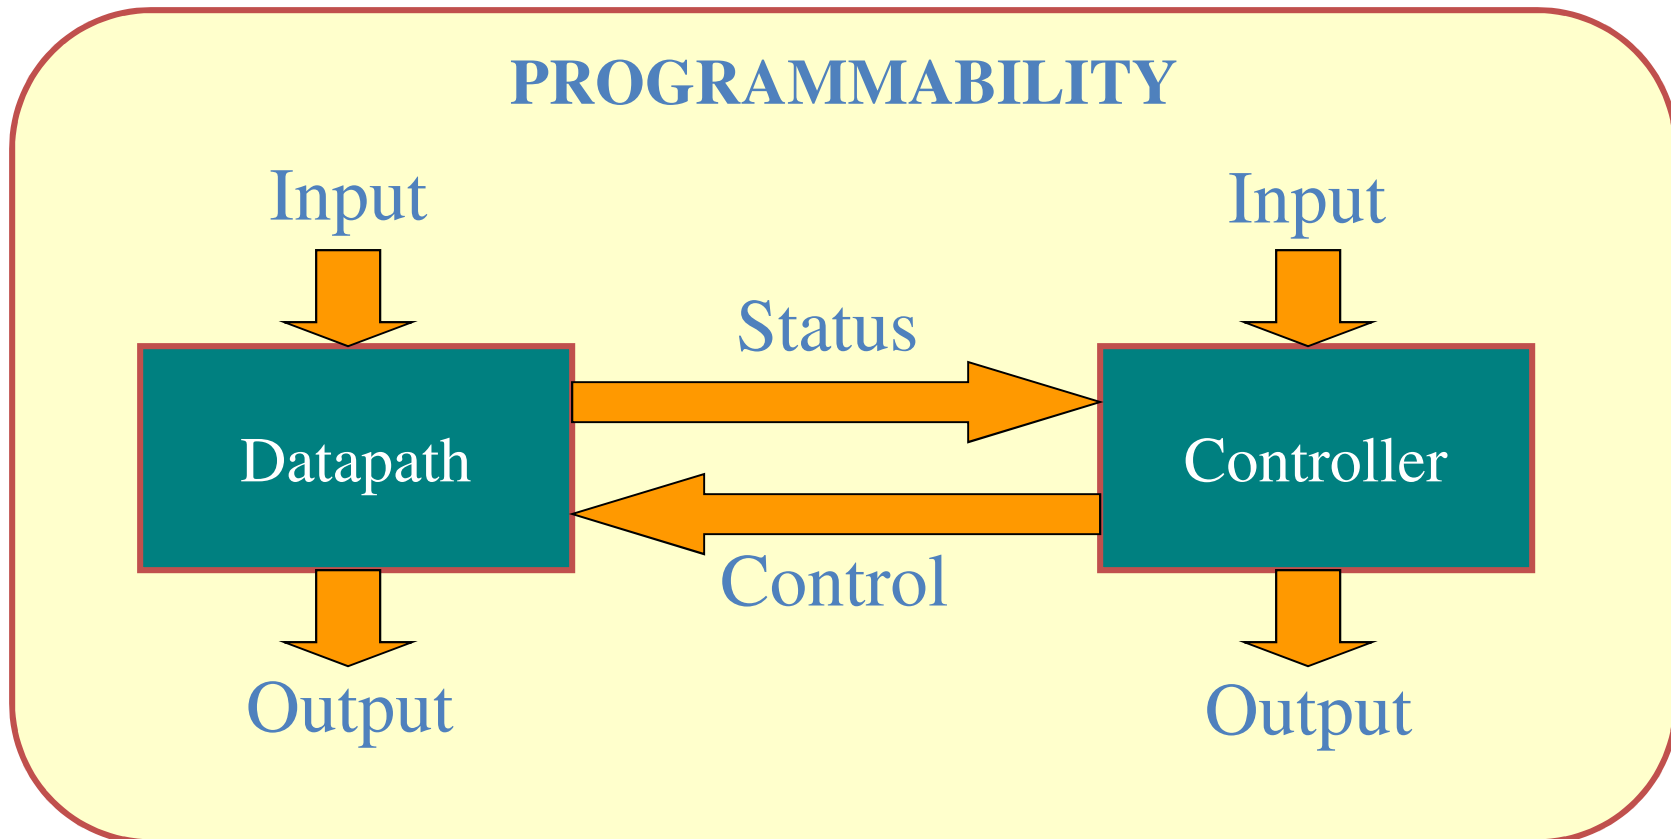 PROGRAMMABILITY
Input
Input
Status
Datapath
Controller
Control
Output
Output